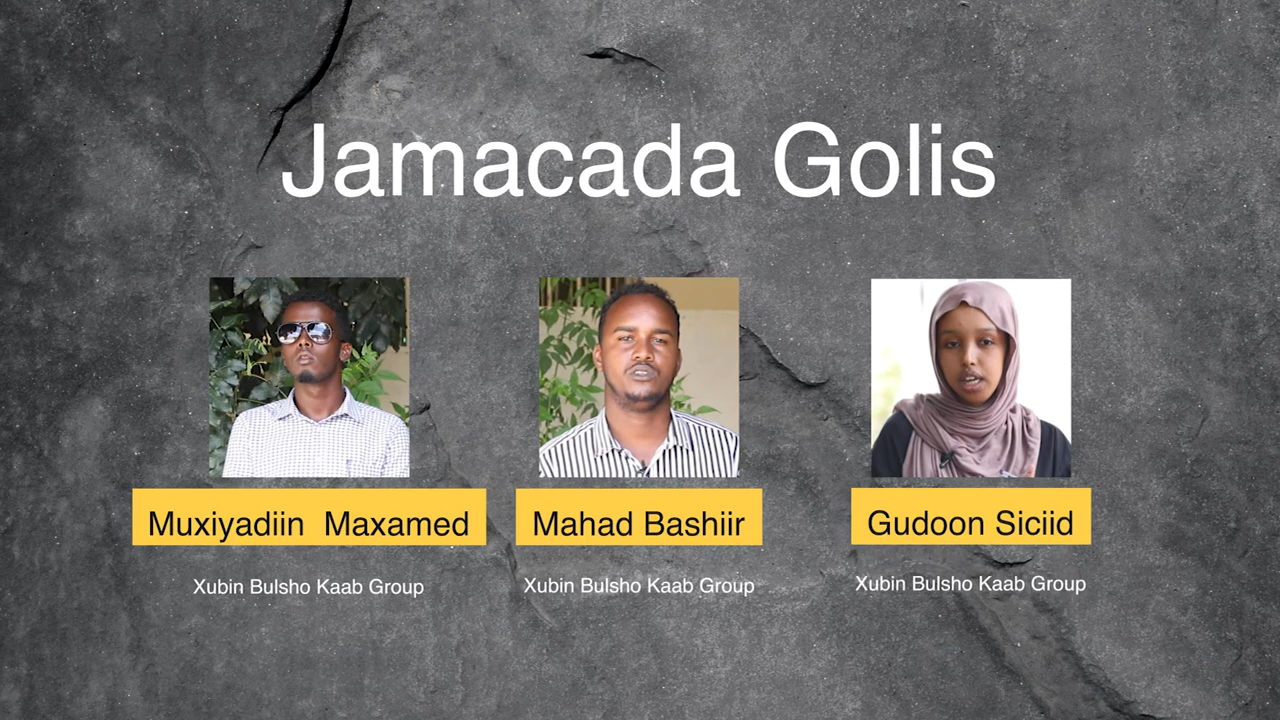 Jamacada Golis
Muxiyadiin  Maxamed
Mahad Bashiir
Gudoon Siciid
Xubin Bulsho Kaab Group
Xubin Bulsho Kaab Group
Xubin Bulsho Kaab Group